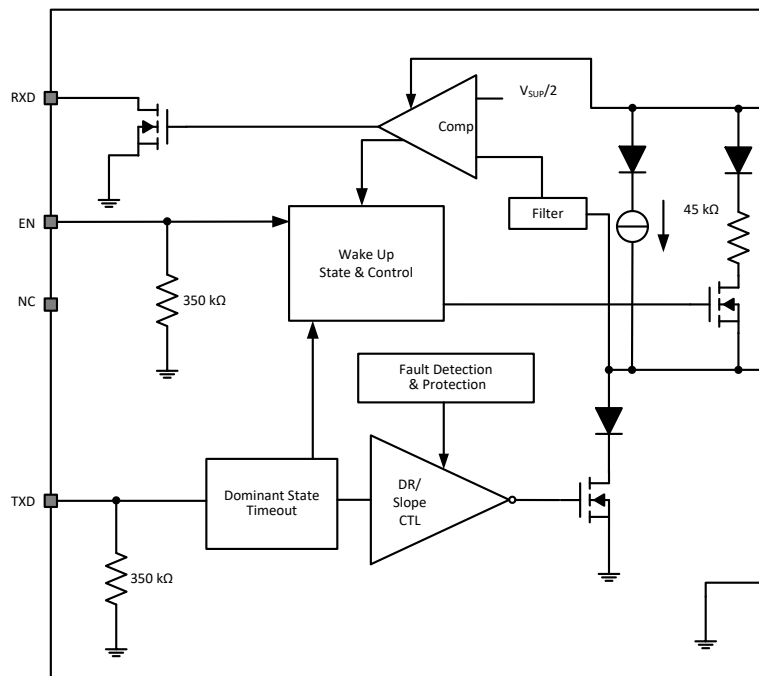 RXD
V_SUP/2
Comp
EN
Filter
45 kΩ
Wake Up
State & Control
350 kΩ
NC
Fault Detection
& Protection
TXD
Dominant State
Timeout
DR/
Slope
CTL
350 kΩ